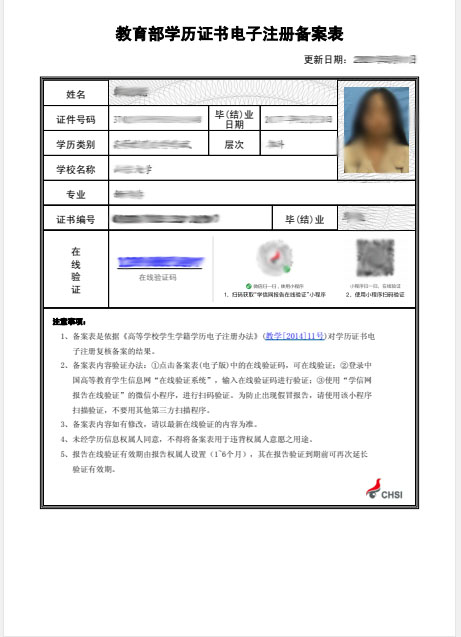 教育部学历证书电子注册备案表
更新日期:
姓名
证件号码
毕(结)业
日期
学历类别
层次
学校名称
专业
证书编号
毕(结)业
在
线
验
证
在线验证码
微信扫一扫，使用小程序
1、扫码获取"学信网报告在线验证"小程序
小程序扫一扫，在线验证
2、使用小程序扫码验证
注意事项:
1、备案表是依据《高等学校学生学籍学历电子注册办法》(教学[2014]11号)对学历证书电
子注册复核备案的结果。
2、备案表内容验证办法：①点击备案表(电子版)中的在线验证码，可在线验证；②登录中
国高等教育学生信息网“在线验证系统”，输入在线验证码进行验证；③使用“学信网
报告在线验证”的微信小程序，进行扫码验证。为防止出现假冒报告，请使用该小程序
扫描验证，不要用其他第三方扫描程序。
3、备案表内容如有修改，请以最新在线验证的内容为准。
4、未经学历信息权属人同意，不得将备案表用于违背权属人意愿之用途。
5、报告在线验证有效期由报告权属人设置（1~6个月），其在报告验证到期前可再次延长
验证有效期。
CHSI